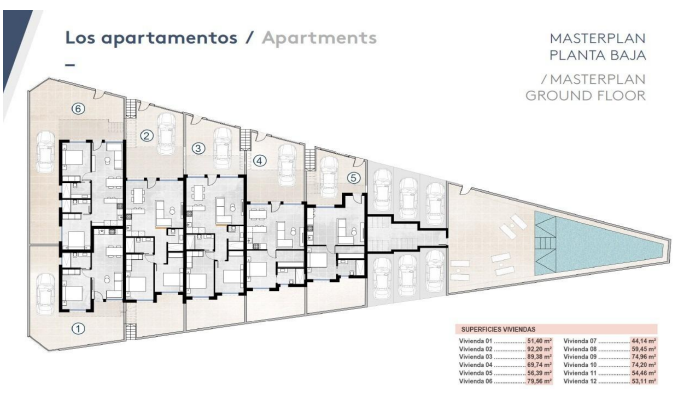 Los apartamentos / Apartments
MASTERPLAN
PLANTA BAJA
/ MASTERPLAN
GROUND FLOOR
6
2
3
4
5
1
SUPERFICIES VIVIENDAS
Vivienda 01 51,40 m²
Vivienda 02 92,20 m²
Vivienda 03 89,38 m²
Vivienda 04 69,74 m²
Vivienda 05 56,39 m²
Vivienda 06 79,56 m²
Vivienda 07 44,14 m²
Vivienda 08 59,45 m²
Vivienda 09 74,96 m²
Vivienda 10 74,20 m²
Vivienda 11 54,46 m²
Vivienda 12 53,11 m²